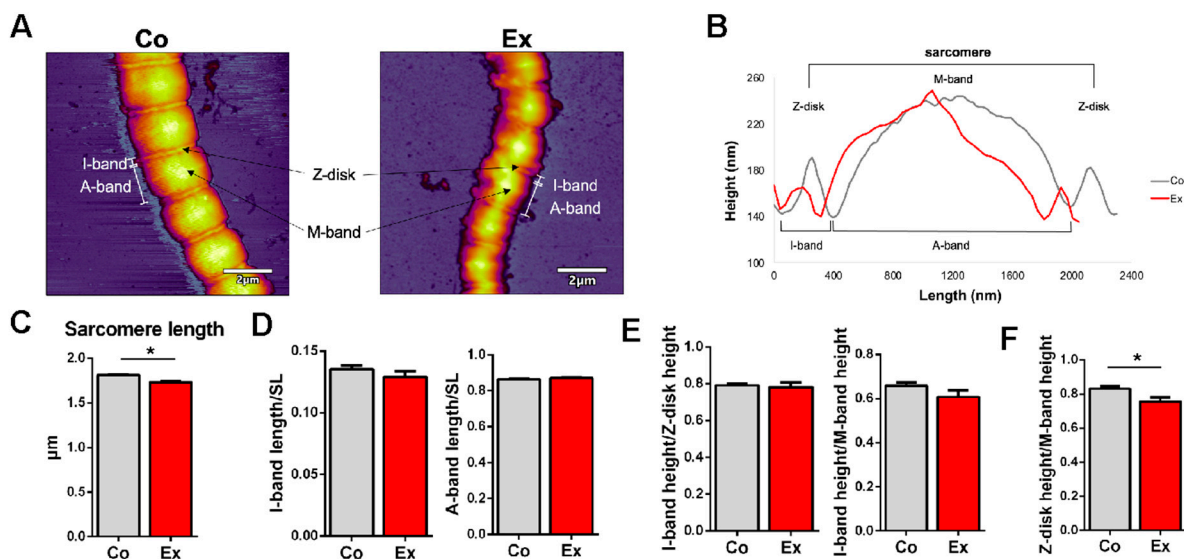 A
Co
Ex
I-band
A-band
Z-disk
M-band
I-band
A-band
2µm
2µm
B
sarcomere
M-band
Z-disk
Z-disk
Height (nm)
260
220
180
140
100
I-band
A-band
0
400
800
1200
1600
2000
2300
Length (nm)
Co
Ex
C
Sarcomere length
*
µm
2.0
1.5
1.0
0.5
0.0
Co
Ex
D
I-band length/SL
0.15
0.10
0.05
0.00
Co
Ex
A-band length/SL
1.0
0.8
0.6
0.4
0.2
0
Co
Ex
E
I-band height/Z-disk height
1.0
0.8
0.6
0.4
0.2
0.0
Co
Ex
I-band height/M-band height
0.8
0.6
0.4
0.2
0.0
Co
Ex
F
Z-disk height/M-band height
1.0
0.8
0.6
0.4
0.2
0.0
*
Co
Ex